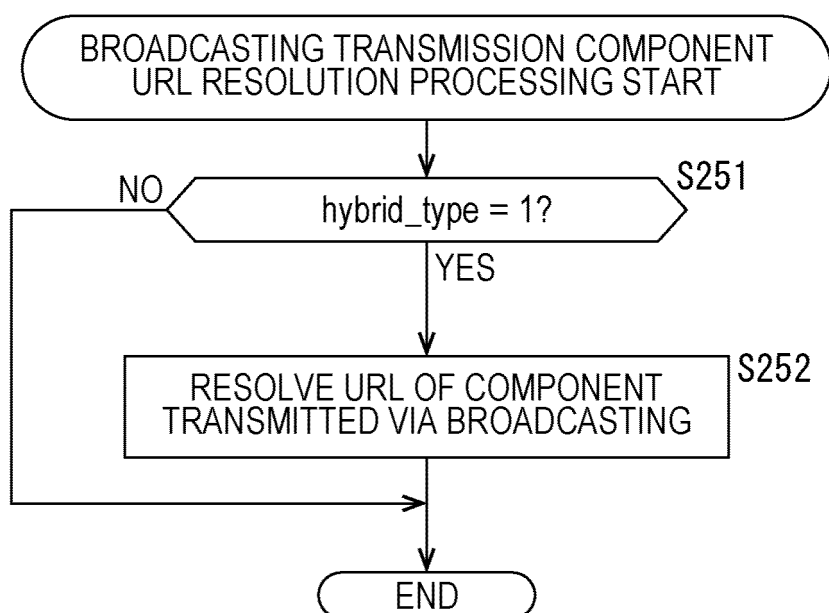 BROADCASTING TRANSMISSION COMPONENT
URL RESOLUTION PROCESSING START
S251
NO
hybrid_type = 1?
YES
S252
RESOLVE URL OF COMPONENT
TRANSMITTED VIA BROADCASTING
END